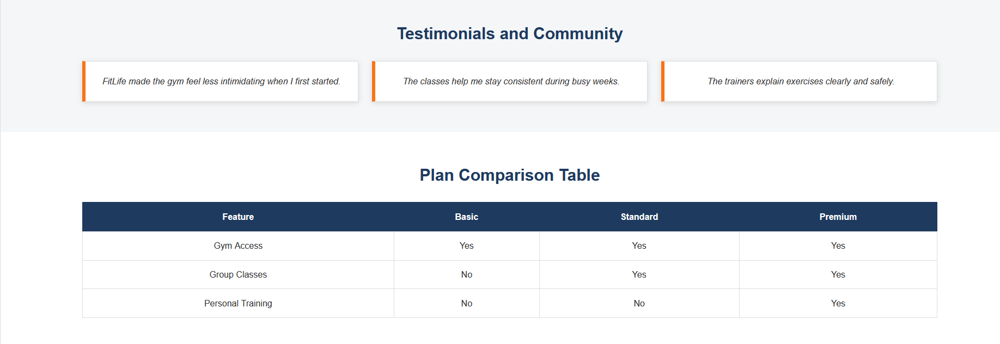 Testimonials and Community
FitLife made the gym feel less intimidating when I first started.
The classes help me stay consistent during busy weeks.
The trainers explain exercises clearly and safely.
Plan Comparison Table
Feature Basic Standard Premium
Gym Access Yes Yes Yes
Group Classes No Yes Yes
Personal Training No No Yes